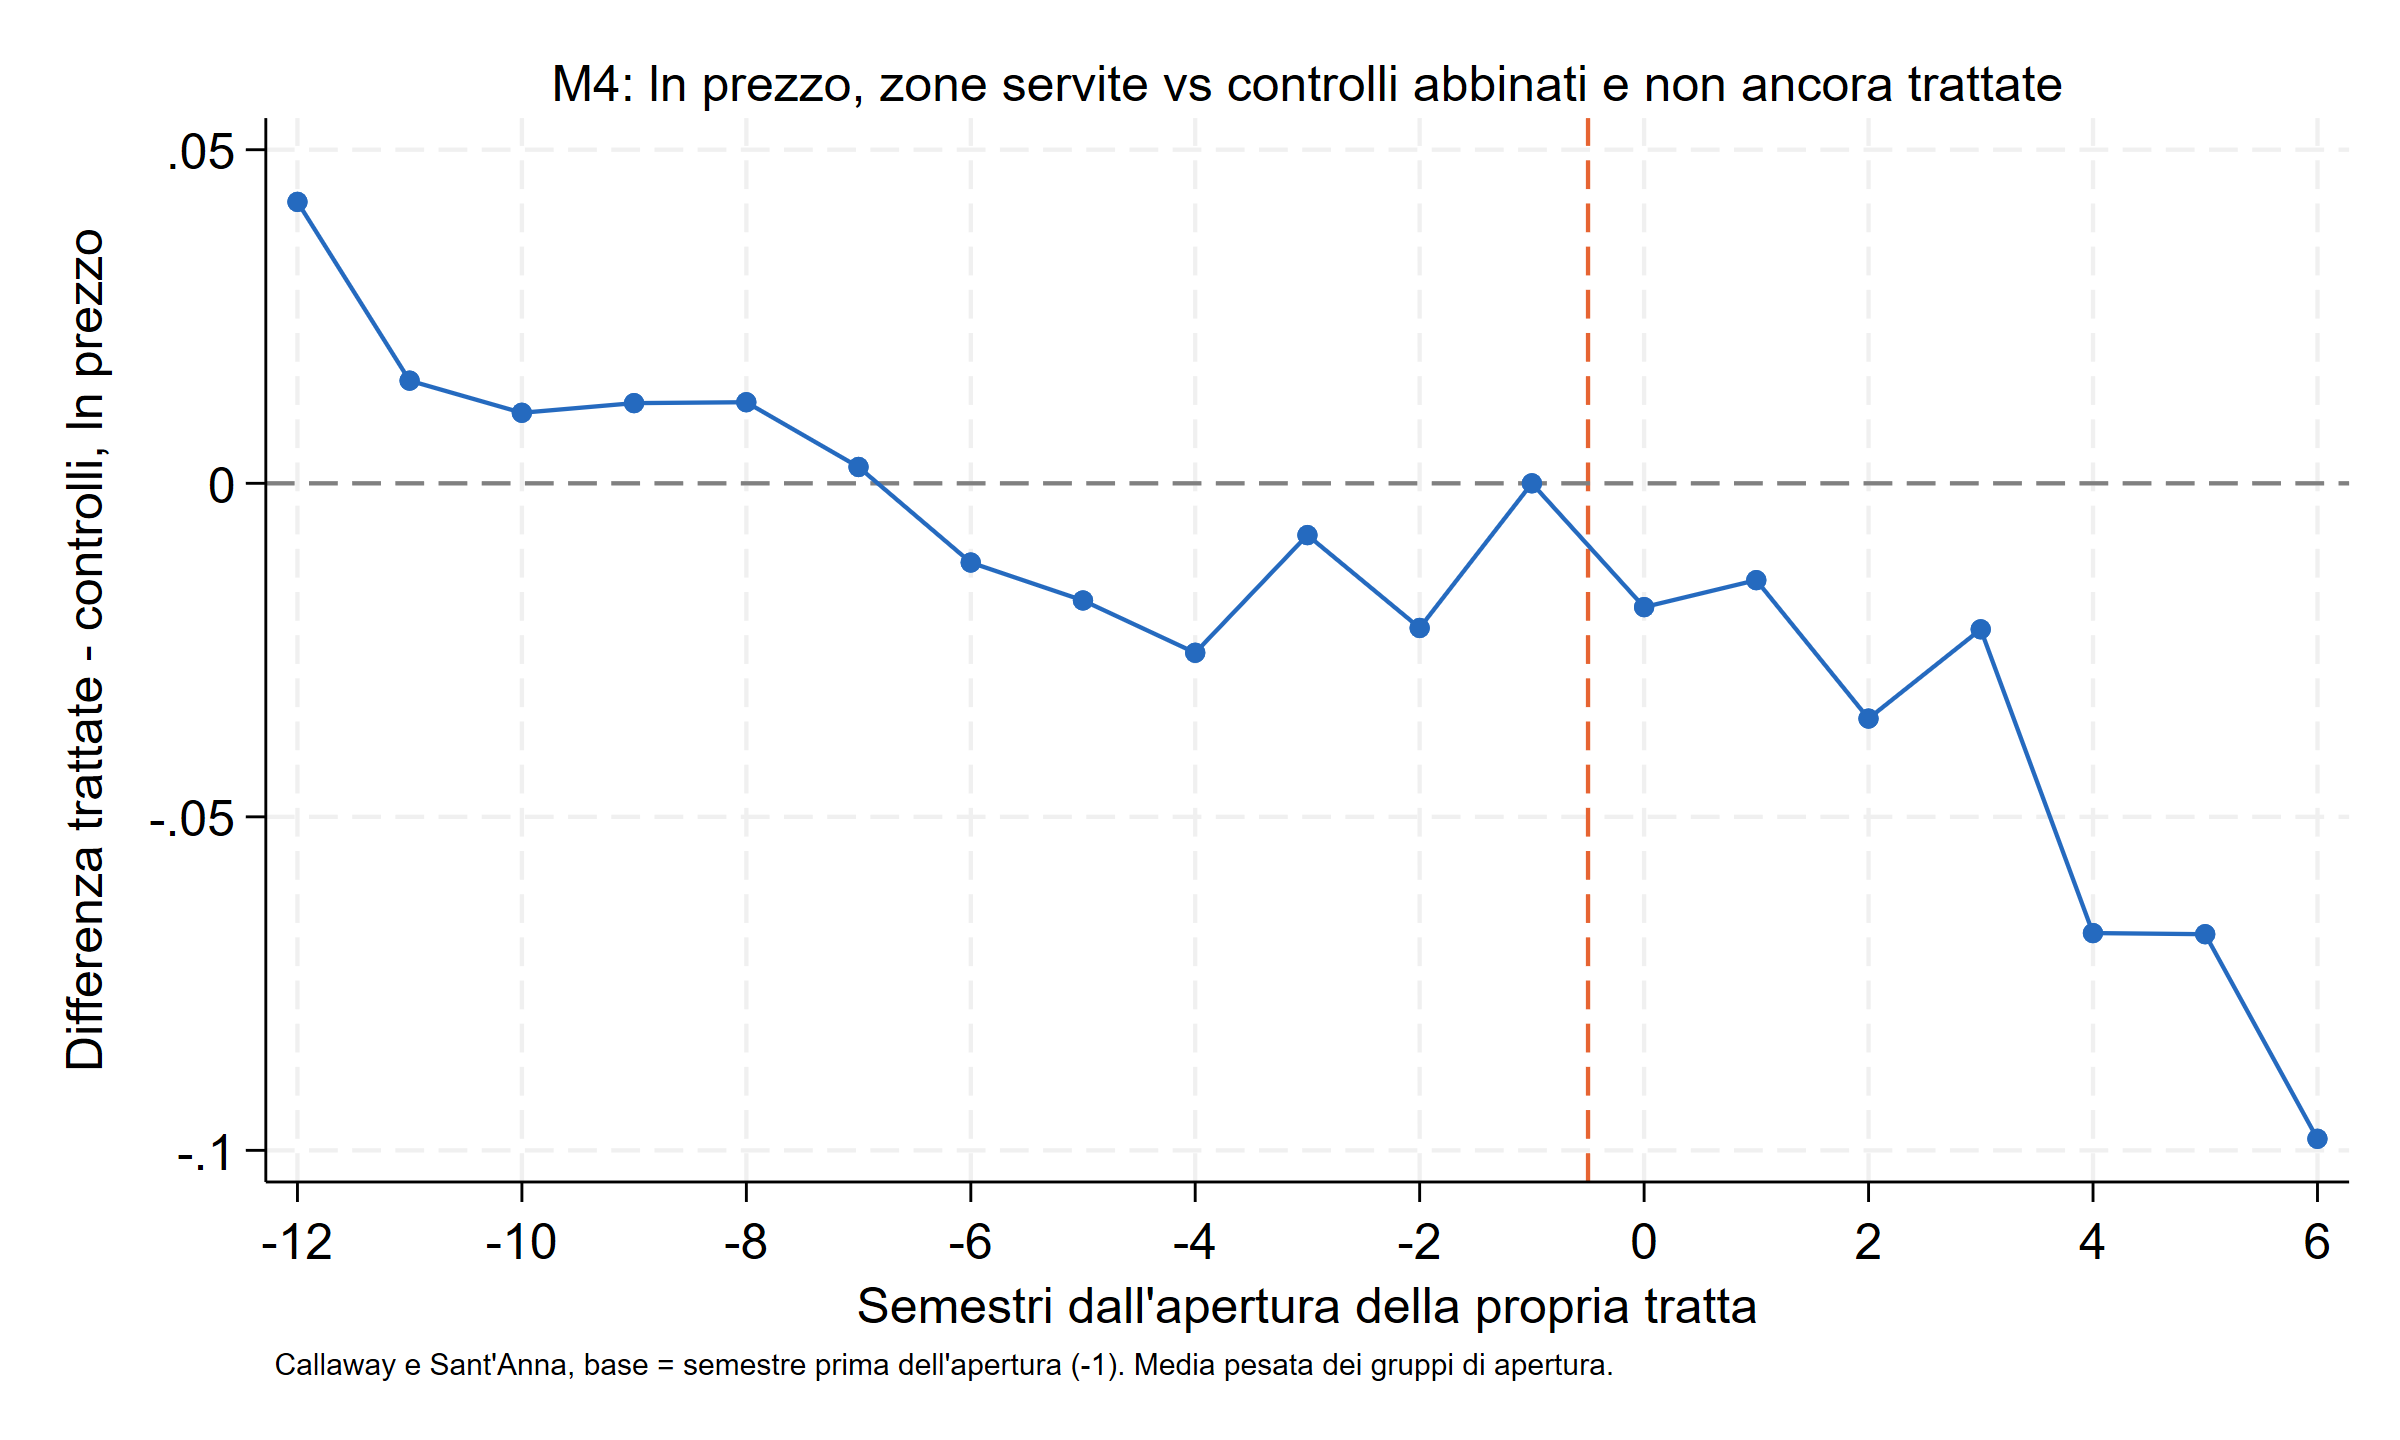 M4: ln prezzo, zone servite vs controlli abbinati e non ancora trattate
Differenza trattate - controlli, ln prezzo
.05
0
-.05
-.1
-12 -10 -8 -6 -4 -2 0 2 4 6
Semestri dall'apertura della propria tratta
Callaway e Sant'Anna, base = semestre prima dell'apertura (-1). Media pesata dei gruppi di apertura.